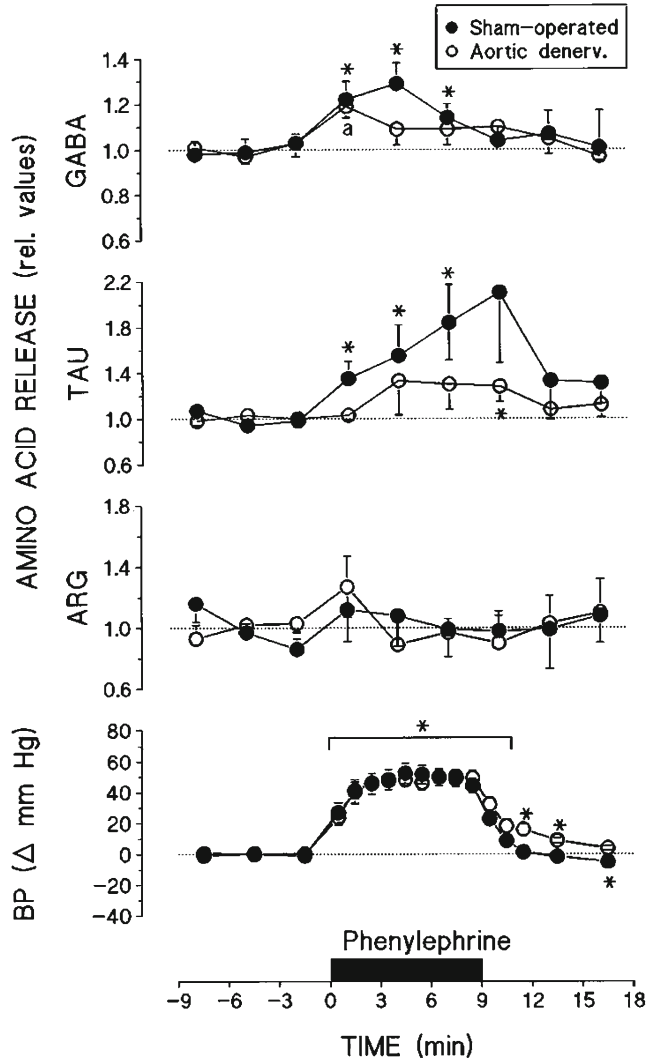 Sham-operated
Aortic denerv.
AMINO ACID RELEASE (rel. values)
GABA
1.4
1.2
1.0
0.8
0.6
*
*
*
a
TAU
2.2
1.8
1.4
1.0
0.6
*
*
*
*
ARG
1.8
1.4
1.0
0.6
BP (Δ mm Hg)
80
60
40
20
0
-20
-40
*
*
*
*
Phenylephrine
-9 -6 -3 0 3 6 9 12 15 18
TIME (min)